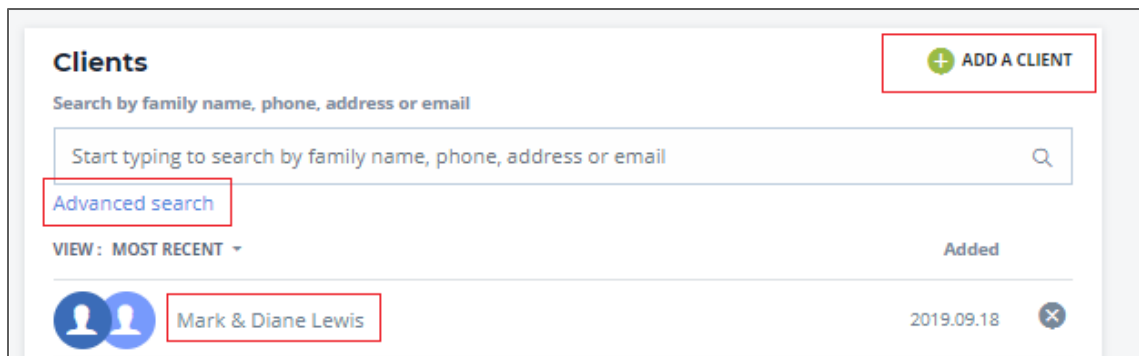 Clients
ADD A CLIENT
Search by family name, phone, address or email
Start typing to search by family name, phone, address or email
Advanced search
VIEW : MOST RECENT
Added
Mark & Diane Lewis
2019.09.18